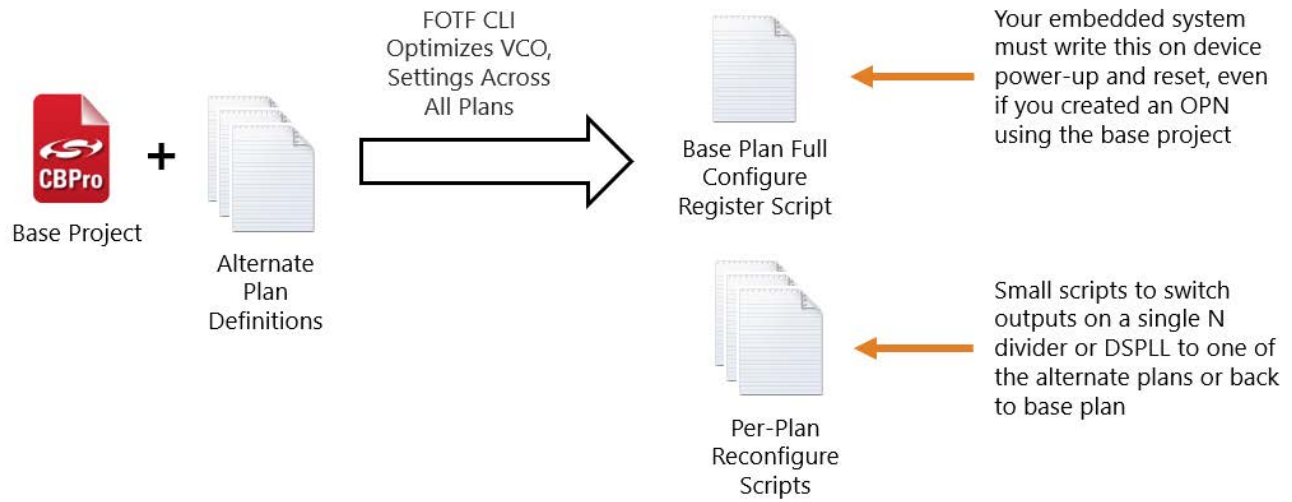 FOTF CLI
Optimizes VCO,
Settings Across
All Plans
CBPro
+
Base Project
Alternate
Plan
Definitions
Base Plan Full
Configure
Register Script
Your embedded system
must write this on device
power-up and reset, even
if you created an OPN
using the base project
Per-Plan
Reconfigure
Scripts
Small scripts to switch
outputs on a single N
divider or DSPLL to one of
the alternate plans or back
to base plan